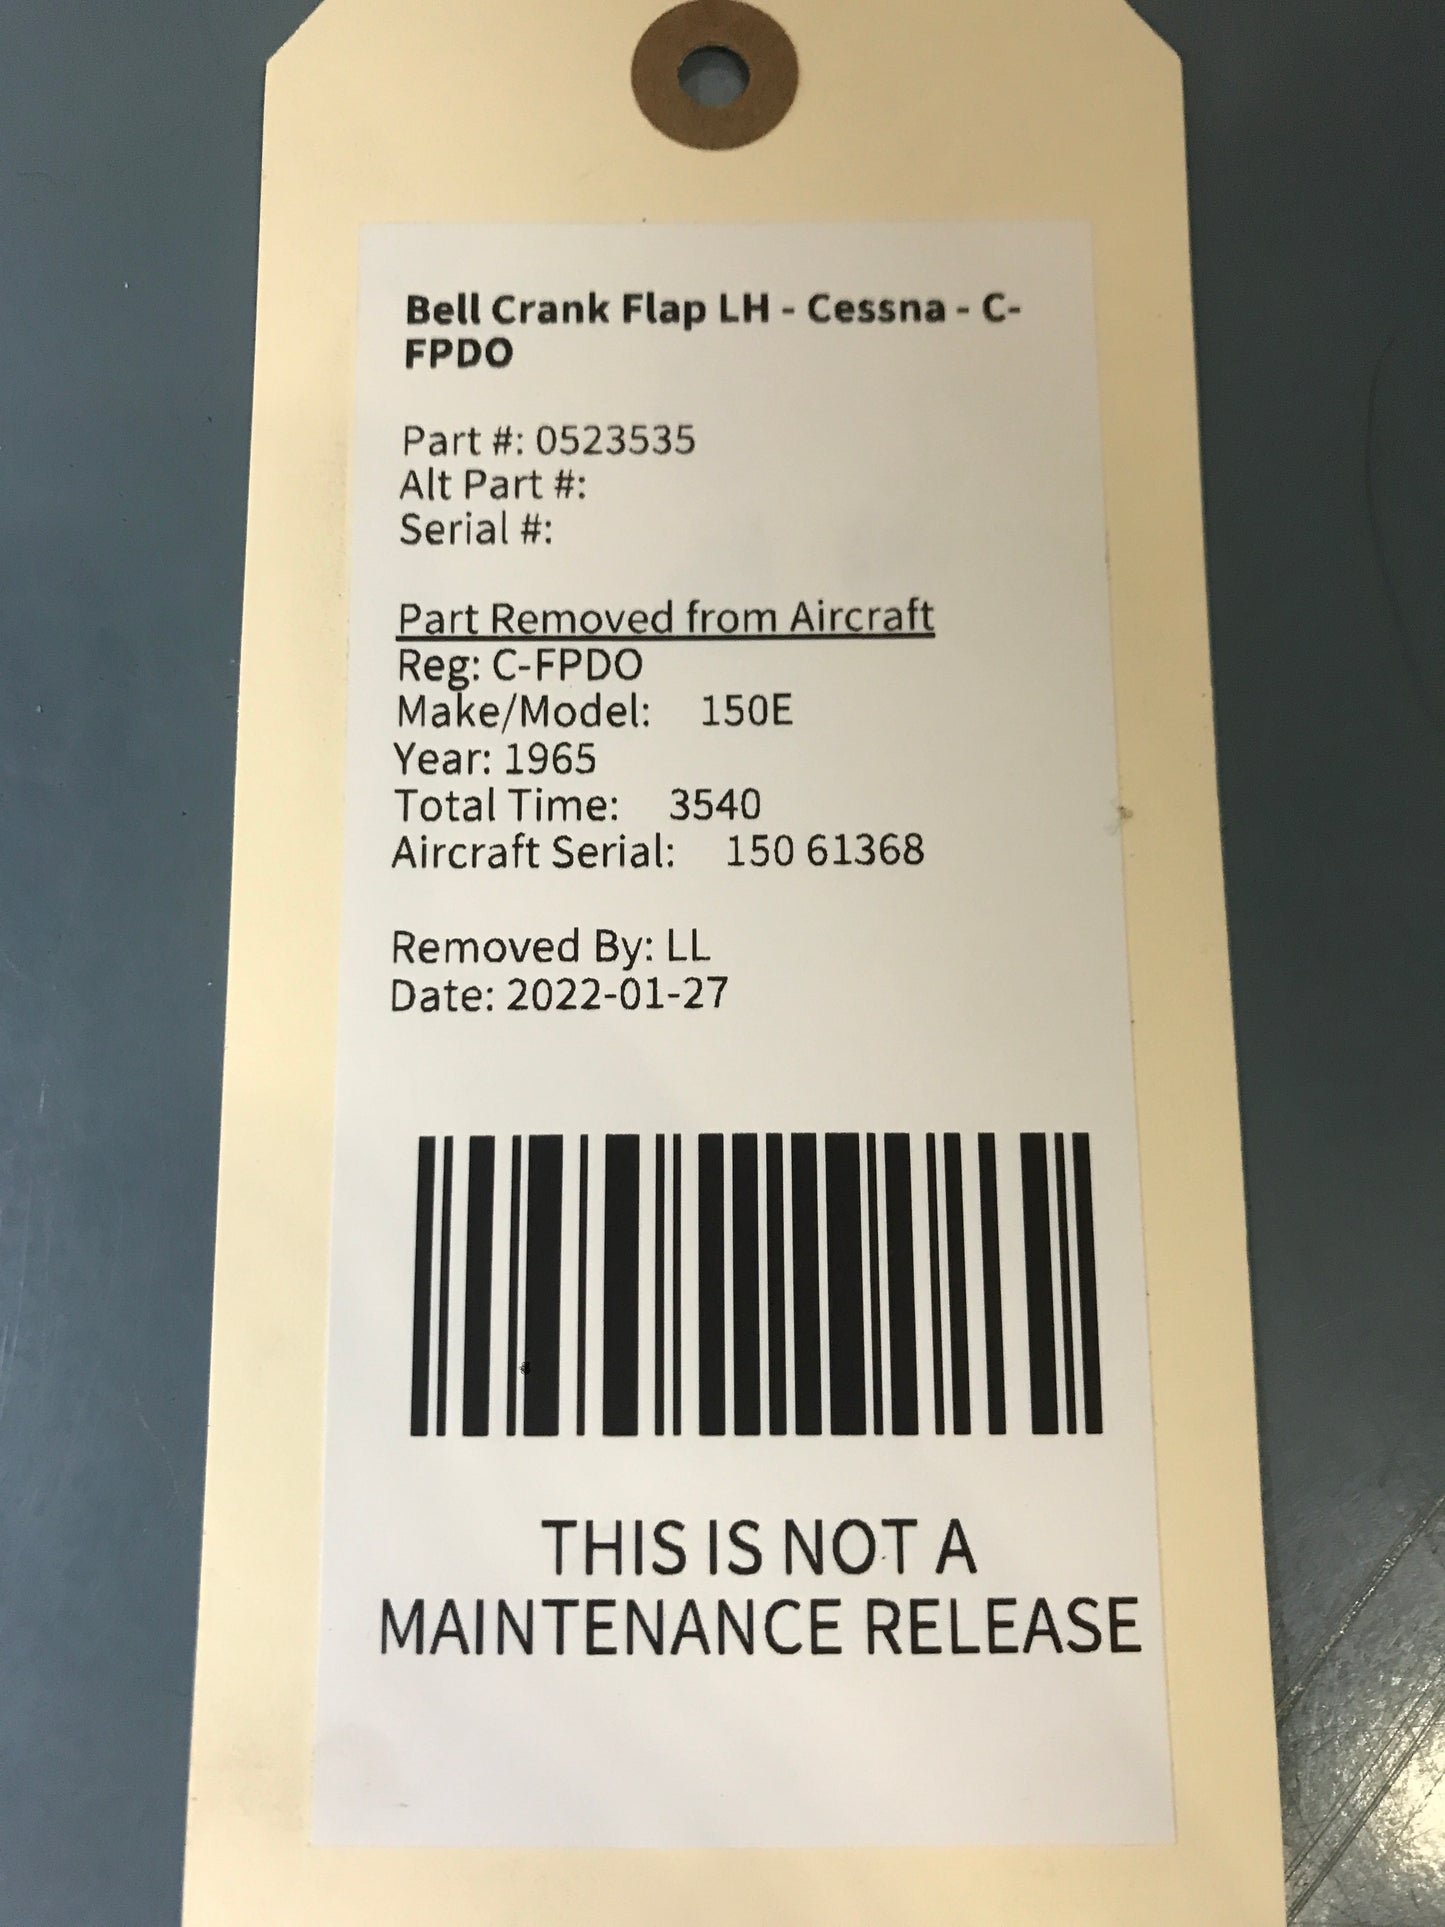 Bell Crank Flap LH - Cessna - C-
FPDO
Part #: 0523535
Alt Part #:
Serial #:
Part Removed from Aircraft
Reg: C-FPDO
Make/Model: 150E
Year: 1965
Total Time: 3540
Aircraft Serial: 150 61368
Removed By: LL
Date: 2022-01-27
THIS IS NOT A
MAINTENANCE RELEASE